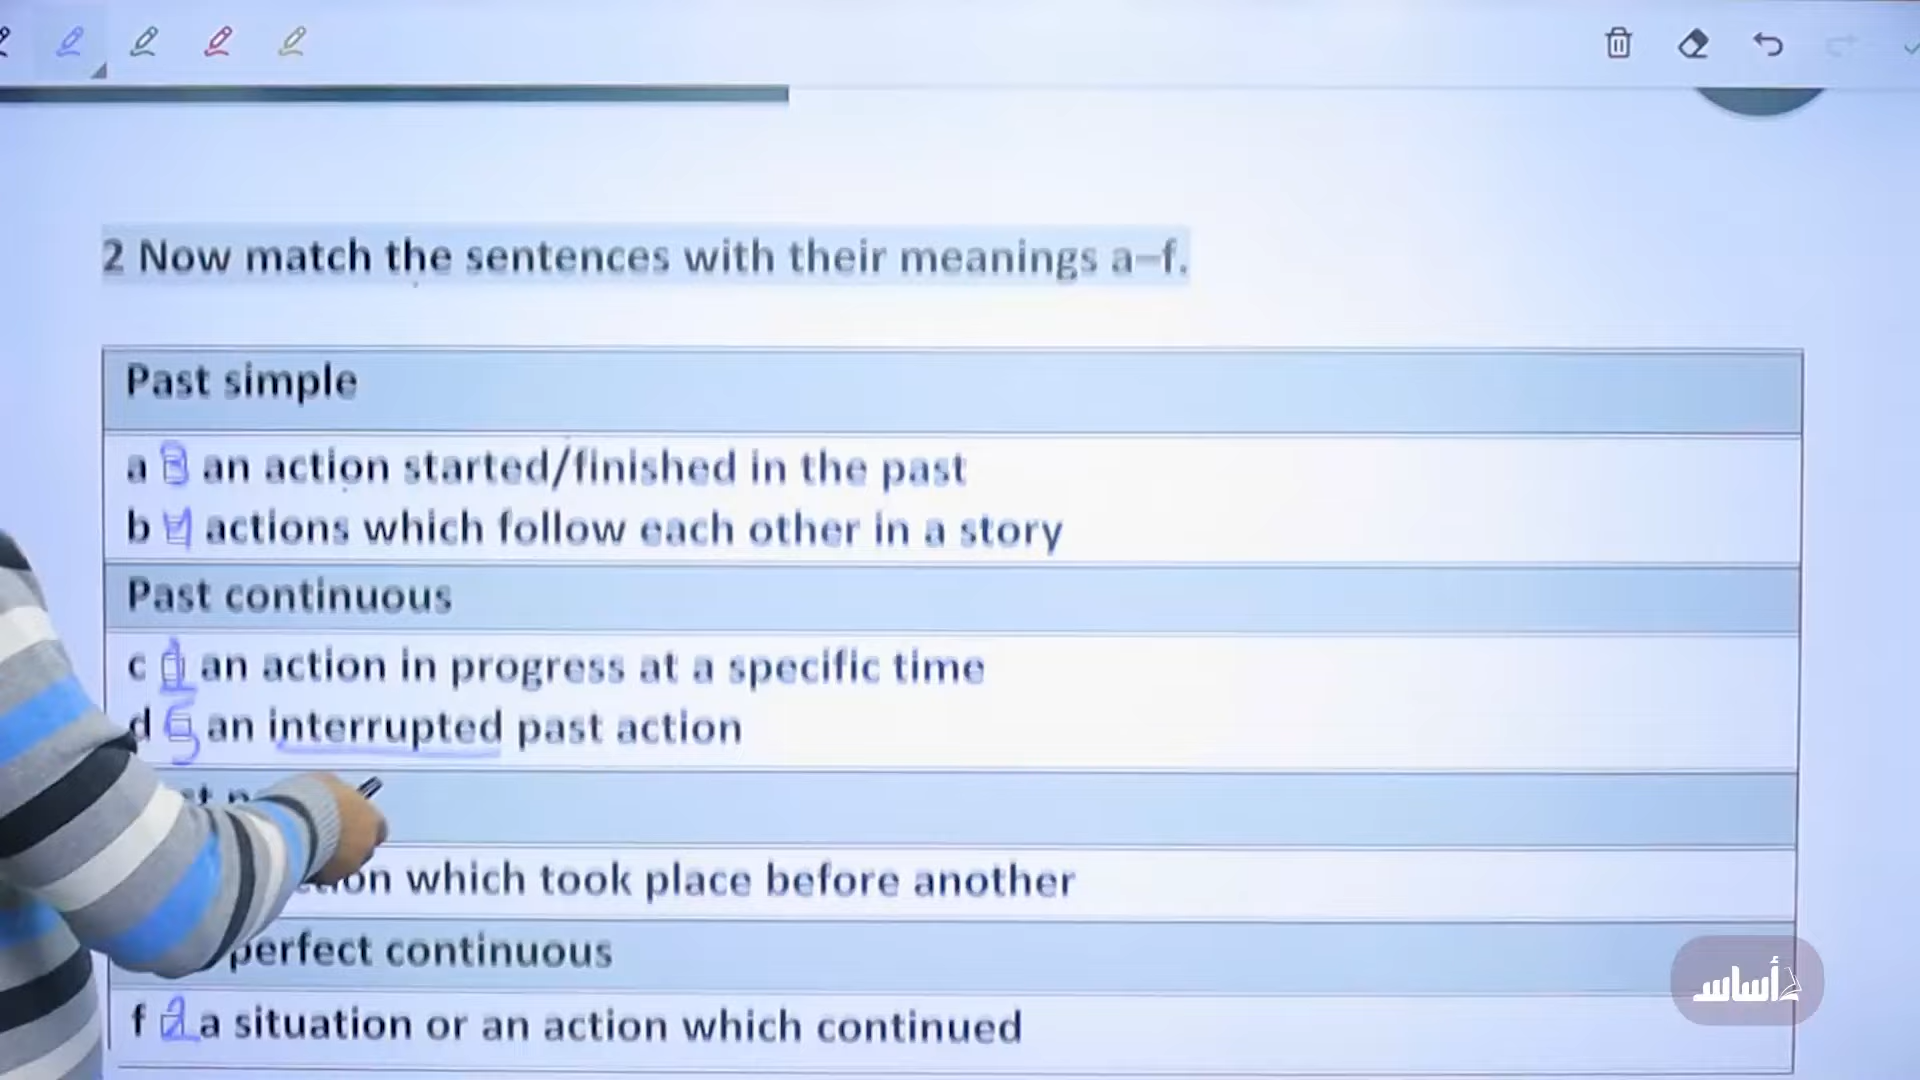 2 Now match the sentences with their meanings a–f.
Past simple
a 3 an action started/finished in the past
b 4 actions which follow each other in a story
Past continuous
c 1 an action in progress at a specific time
d 5 an interrupted past action
which took place before another
perfect continuous
f 2 a situation or an action which continued
أساس